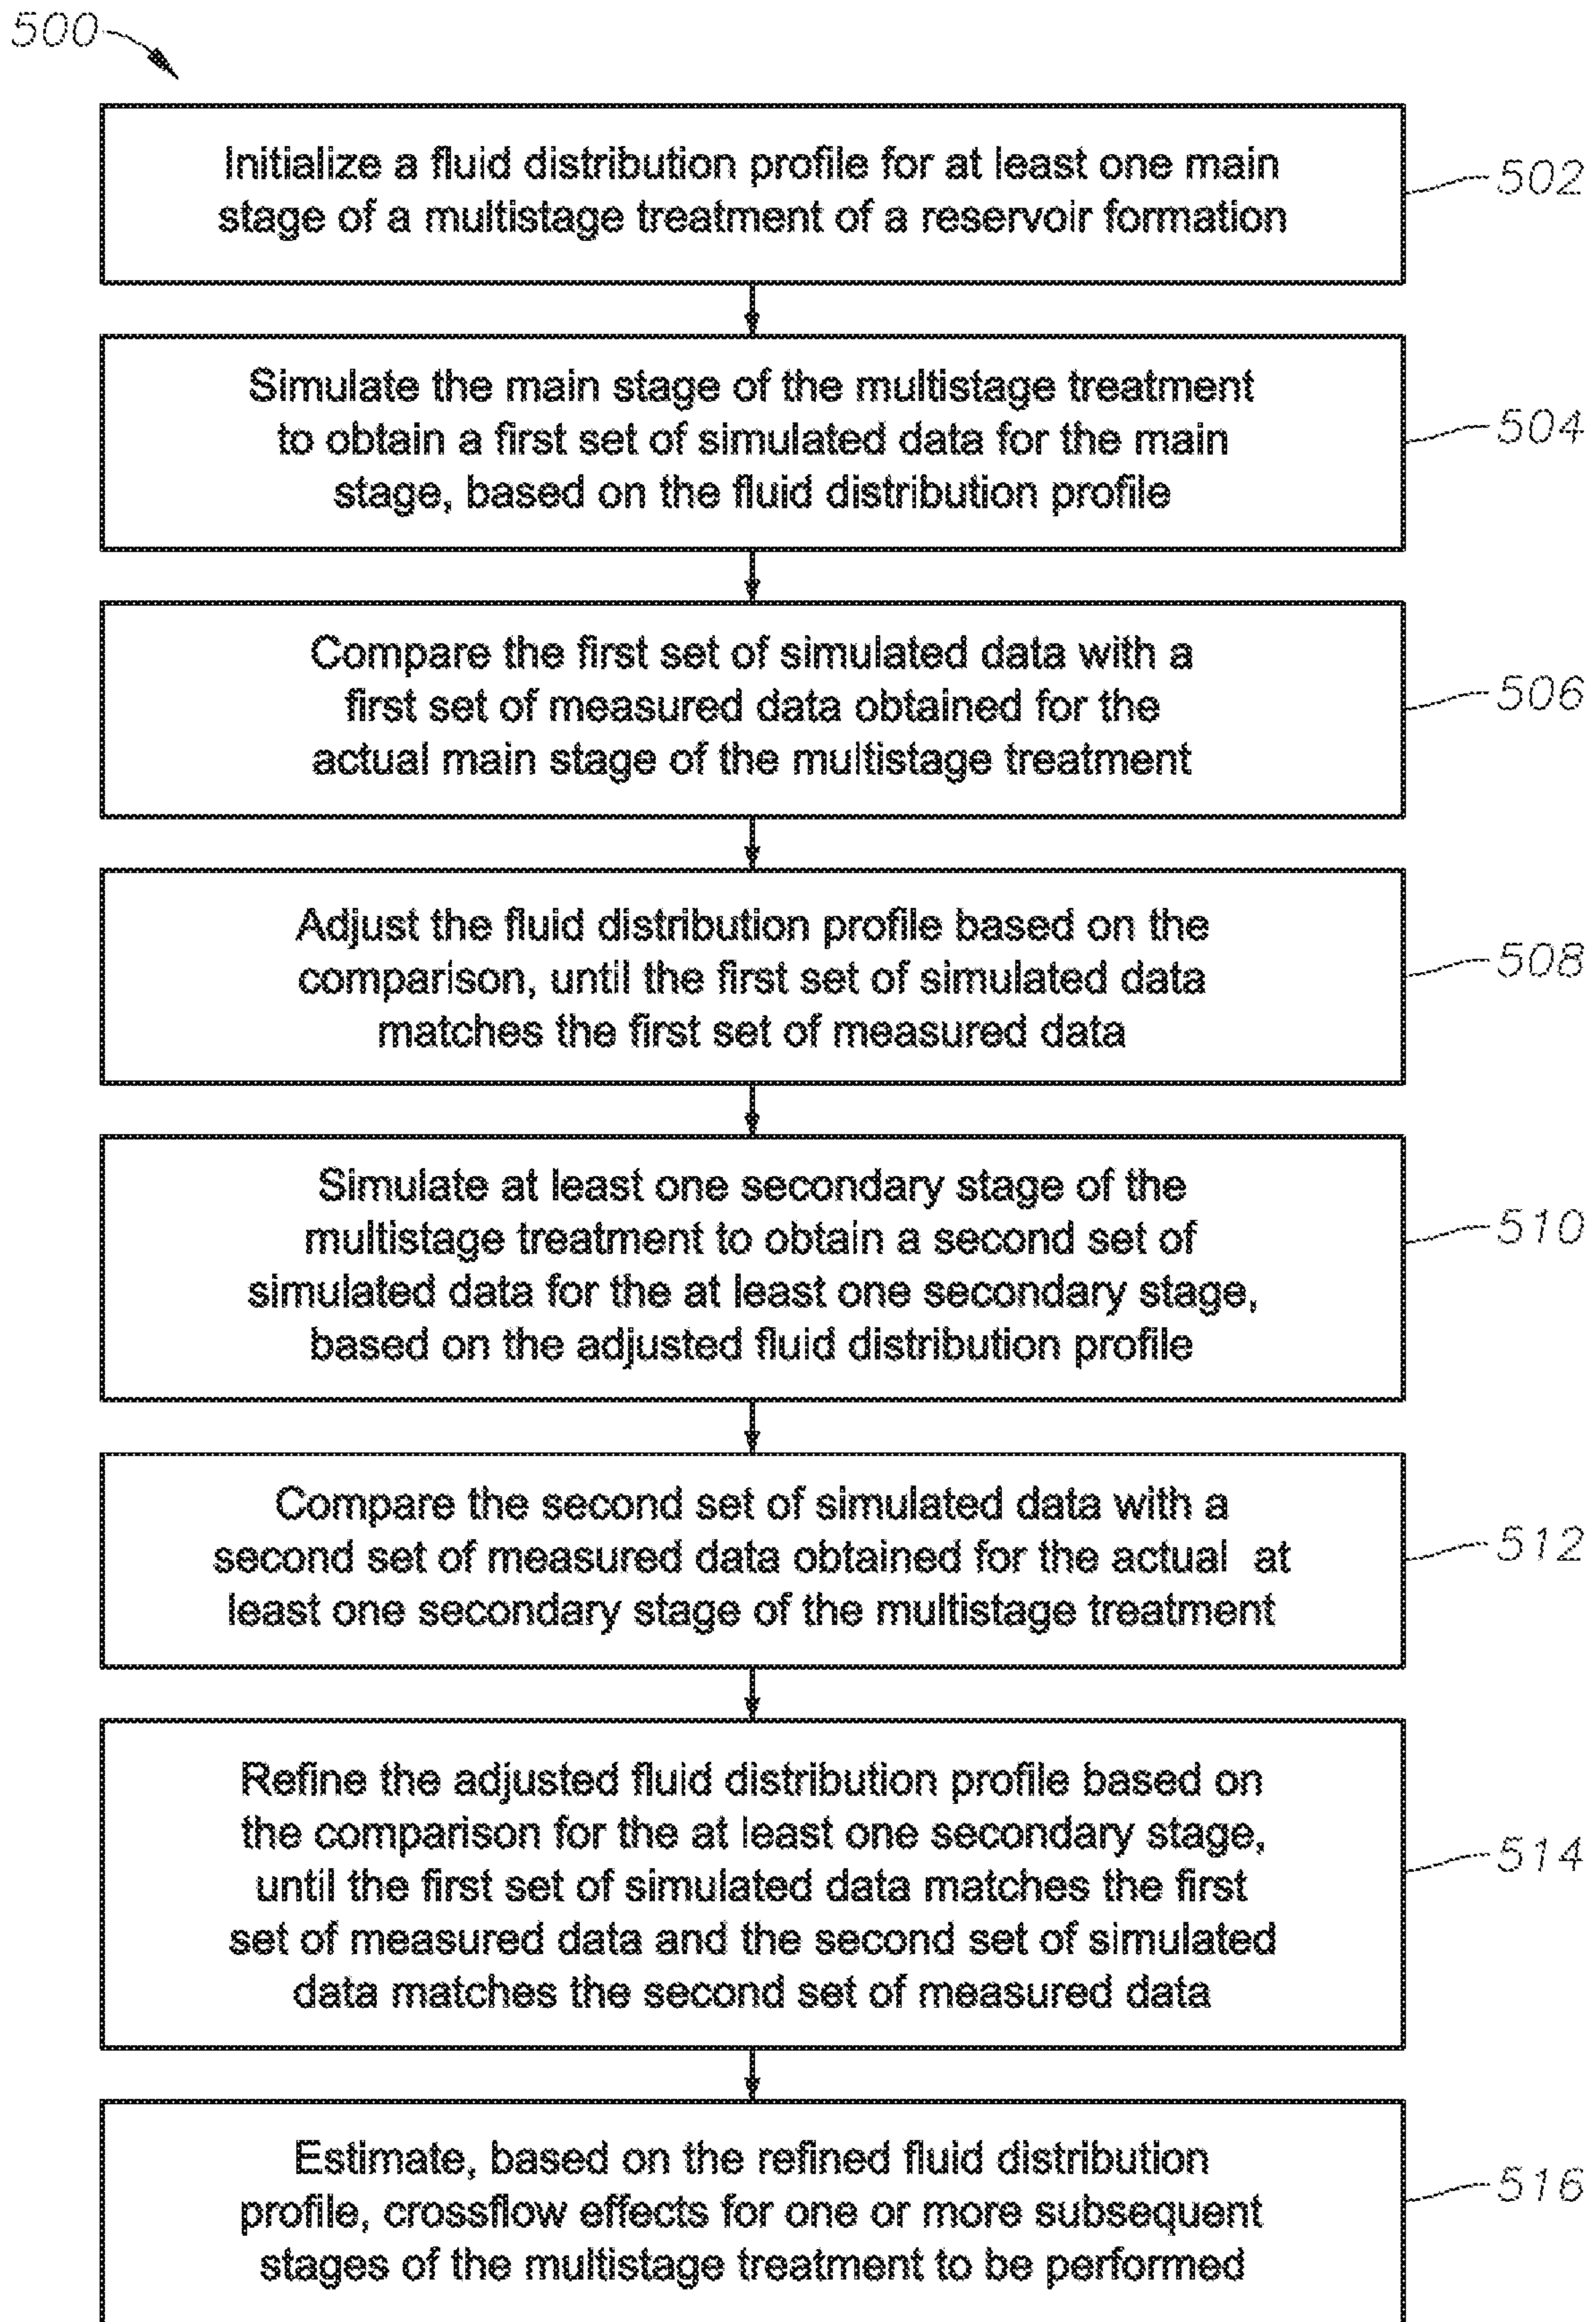 500
Initialize a fluid distribution profile for at least one main
stage of a multistage treatment of a reservoir formation
502
Simulate the main stage of the multistage treatment
to obtain a first set of simulated data for the main
stage, based on the fluid distribution profile
504
Compare the first set of simulated data with a
first set of measured data obtained for the
actual main stage of the multistage treatment
506
Adjust the fluid distribution profile based on the
comparison, until the first set of simulated data
matches the first set of measured data
508
Simulate at least one secondary stage of the
multistage treatment to obtain a second set of
simulated data for the at least one secondary stage,
based on the adjusted fluid distribution profile
510
Compare the second set of simulated data with a
second set of measured data obtained for the actual at
least one secondary stage of the multistage treatment
512
Refine the adjusted fluid distribution profile based on
the comparison for the at least one secondary stage,
until the first set of simulated data matches the first
set of measured data and the second set of simulated
data matches the second set of measured data
514
Estimate, based on the refined fluid distribution
profile, crossflow effects for one or more subsequent
stages of the multistage treatment to be performed
516